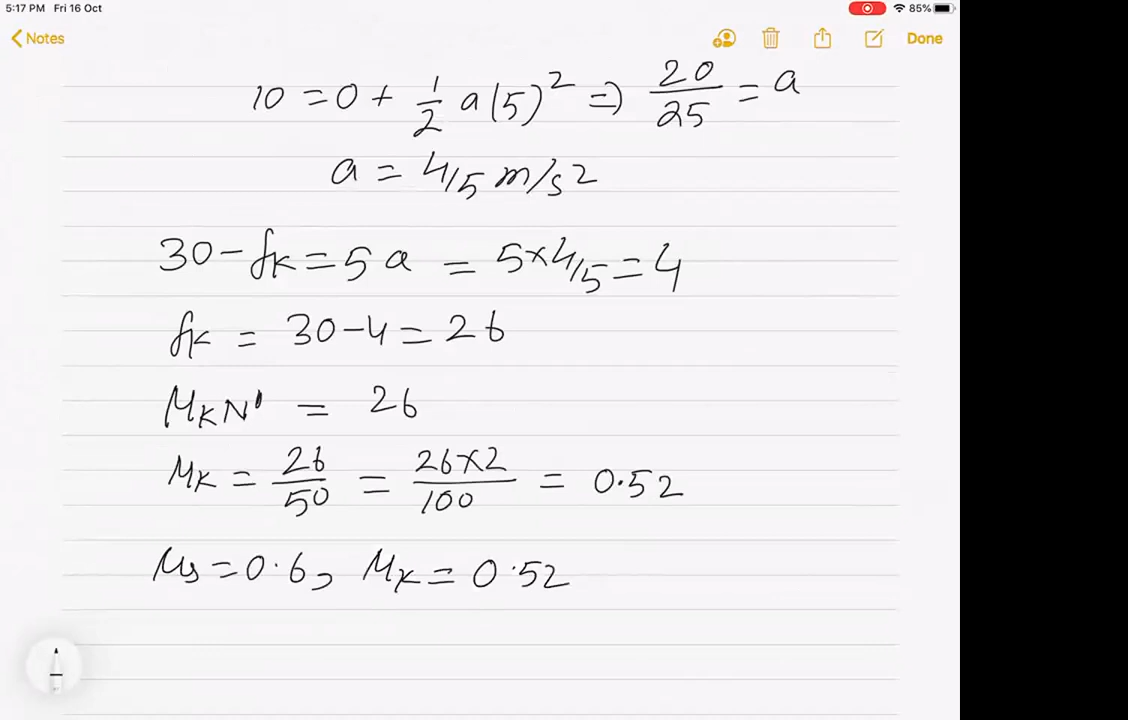 5:17 PM Fri 16 Oct
85%
Notes
Done
10 = 0 + 1/2 a(5)² => 20/25 = a
a = 4/5 m/s2
30 - fK = 5a = 5×4/5 = 4
fK = 30 - 4 = 26
μKN' = 26
μK = 26/50 = 26×2/100 = 0.52
μs = 0.6, μK = 0.52